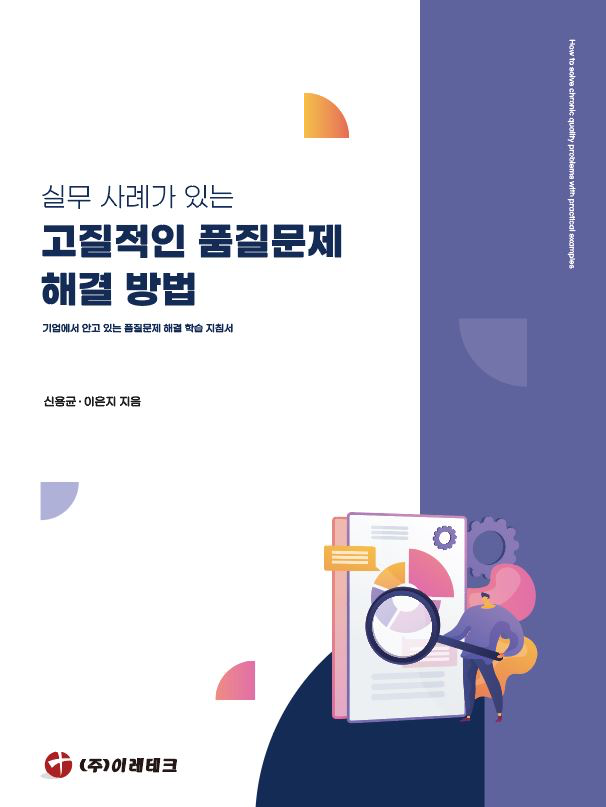 How to solve chronic quality problems with practical examples
실무 사례가 있는
고질적인 품질문제
해결 방법
기업에서 안고 있는 품질문제 해결 학습 지침서
신용균 · 이은지 지음
(주)이레테크